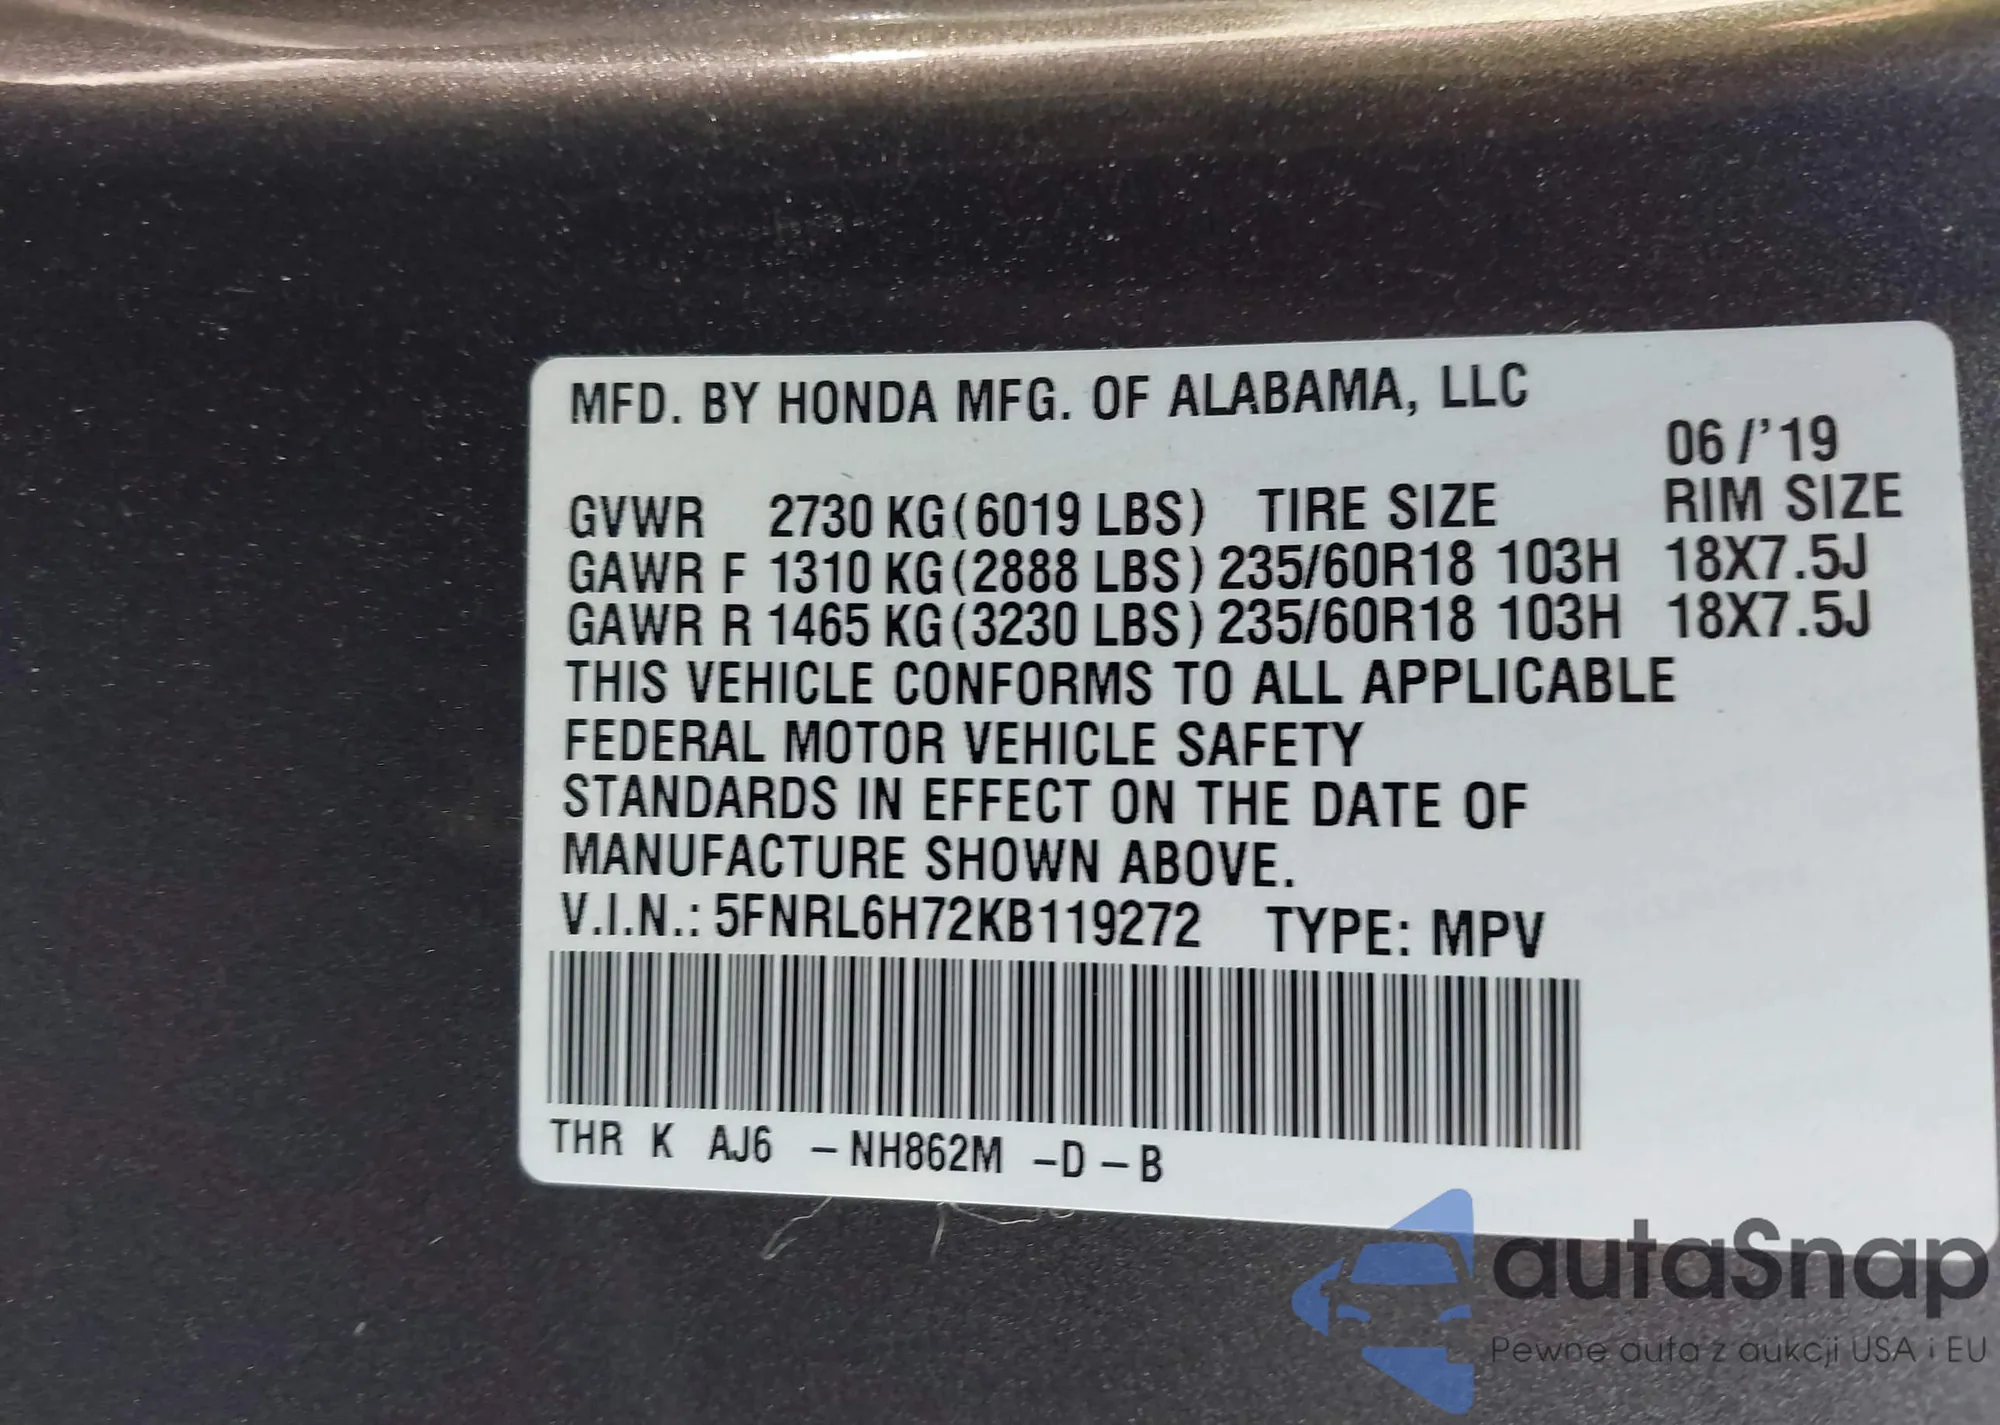 MFD. BY HONDA MFG. OF ALABAMA, LLC
06 /'19
GVWR 2730 KG (6019 LBS) TIRE SIZE RIM SIZE
GAWR F 1310 KG (2888 LBS) 235/60R18 103H 18X7.5J
GAWR R 1465 KG (3230 LBS) 235/60R18 103H 18X7.5J
THIS VEHICLE CONFORMS TO ALL APPLICABLE
FEDERAL MOTOR VEHICLE SAFETY
STANDARDS IN EFFECT ON THE DATE OF
MANUFACTURE SHOWN ABOVE.
V.I.N.: 5FNRL6H72KB119272 TYPE: MPV
THR K AJ6 –NH862M –D –B
autaSnap
Pewne auta z aukcji USA i EU